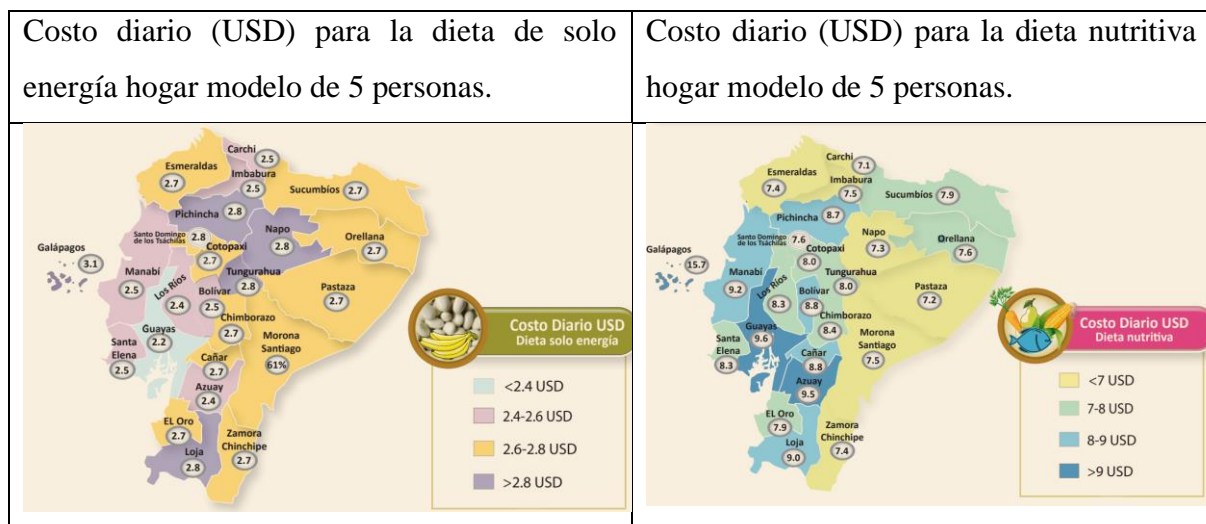 Costo diario (USD) para la dieta de solo
energía hogar modelo de 5 personas.
Costo diario (USD) para la dieta nutritiva
hogar modelo de 5 personas.
Carchi
2.5
Esmeraldas
2.7
Imbabura
2.5
Sucumbíos
2.7
Pichincha
2.8
Santo Domingo
de los Tsáchilas
2.8
Napo
2.8
Orellana
2.7
Galápagos
3.1
Cotopaxi
2.7
Manabí
2.5
Los Ríos
2.4
Tungurahua
2.8
Bolívar
2.5
Pastaza
2.7
Guayas
2.2
Chimborazo
2.7
Santa
Elena
2.5
Morona
Santiago
61%
Cañar
2.7
Azuay
2.4
EL Oro
2.7
Loja
2.8
Zamora
Chinchipe
2.7
Costo Diario USD
Dieta solo energía
<2.4 USD
2.4-2.6 USD
2.6-2.8 USD
>2.8 USD
Carchi
7.1
Esmeraldas
7.4
Imbabura
7.5
Sucumbíos
7.9
Pichincha
8.7
Santo Domingo
de los Tsáchilas
7.6
Napo
7.3
Orellana
7.6
Galápagos
15.7
Cotopaxi
8.0
Manabí
9.2
Los Ríos
8.3
Tungurahua
8.0
Bolívar
8.8
Pastaza
7.2
Guayas
9.6
Chimborazo
8.4
Santa
Elena
8.3
Morona
Santiago
7.5
Cañar
8.8
Azuay
9.5
EL Oro
7.9
Loja
9.0
Zamora
Chinchipe
7.4
Costo Diario USD
Dieta nutritiva
<7 USD
7-8 USD
8-9 USD
>9 USD